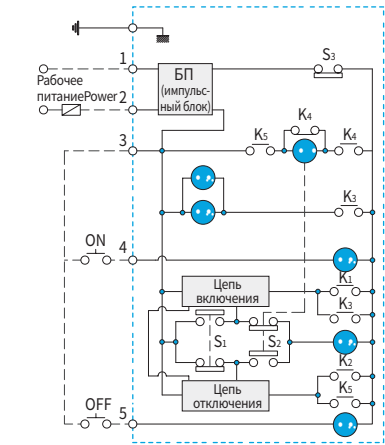 1
S3
Рабочее
питаниеPower
БП
(импульс-
ный блок)
2
K4
3
K5
K4
K3
ON
4
K1
Цепь
включения
K3
S1
S2
K2
Цепь
отключения
K5
OFF
5